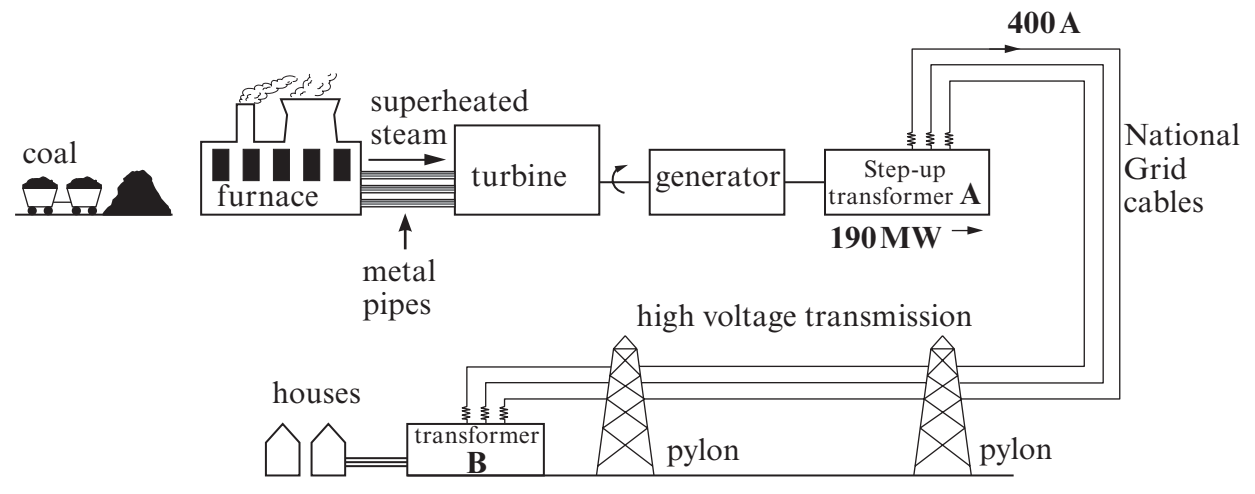 400 A
superheated
steam
coal
furnace
turbine
generator
Step-up
transformer A
National
Grid
cables
190 MW
metal
pipes
high voltage transmission
houses
transformer
B
pylon
pylon